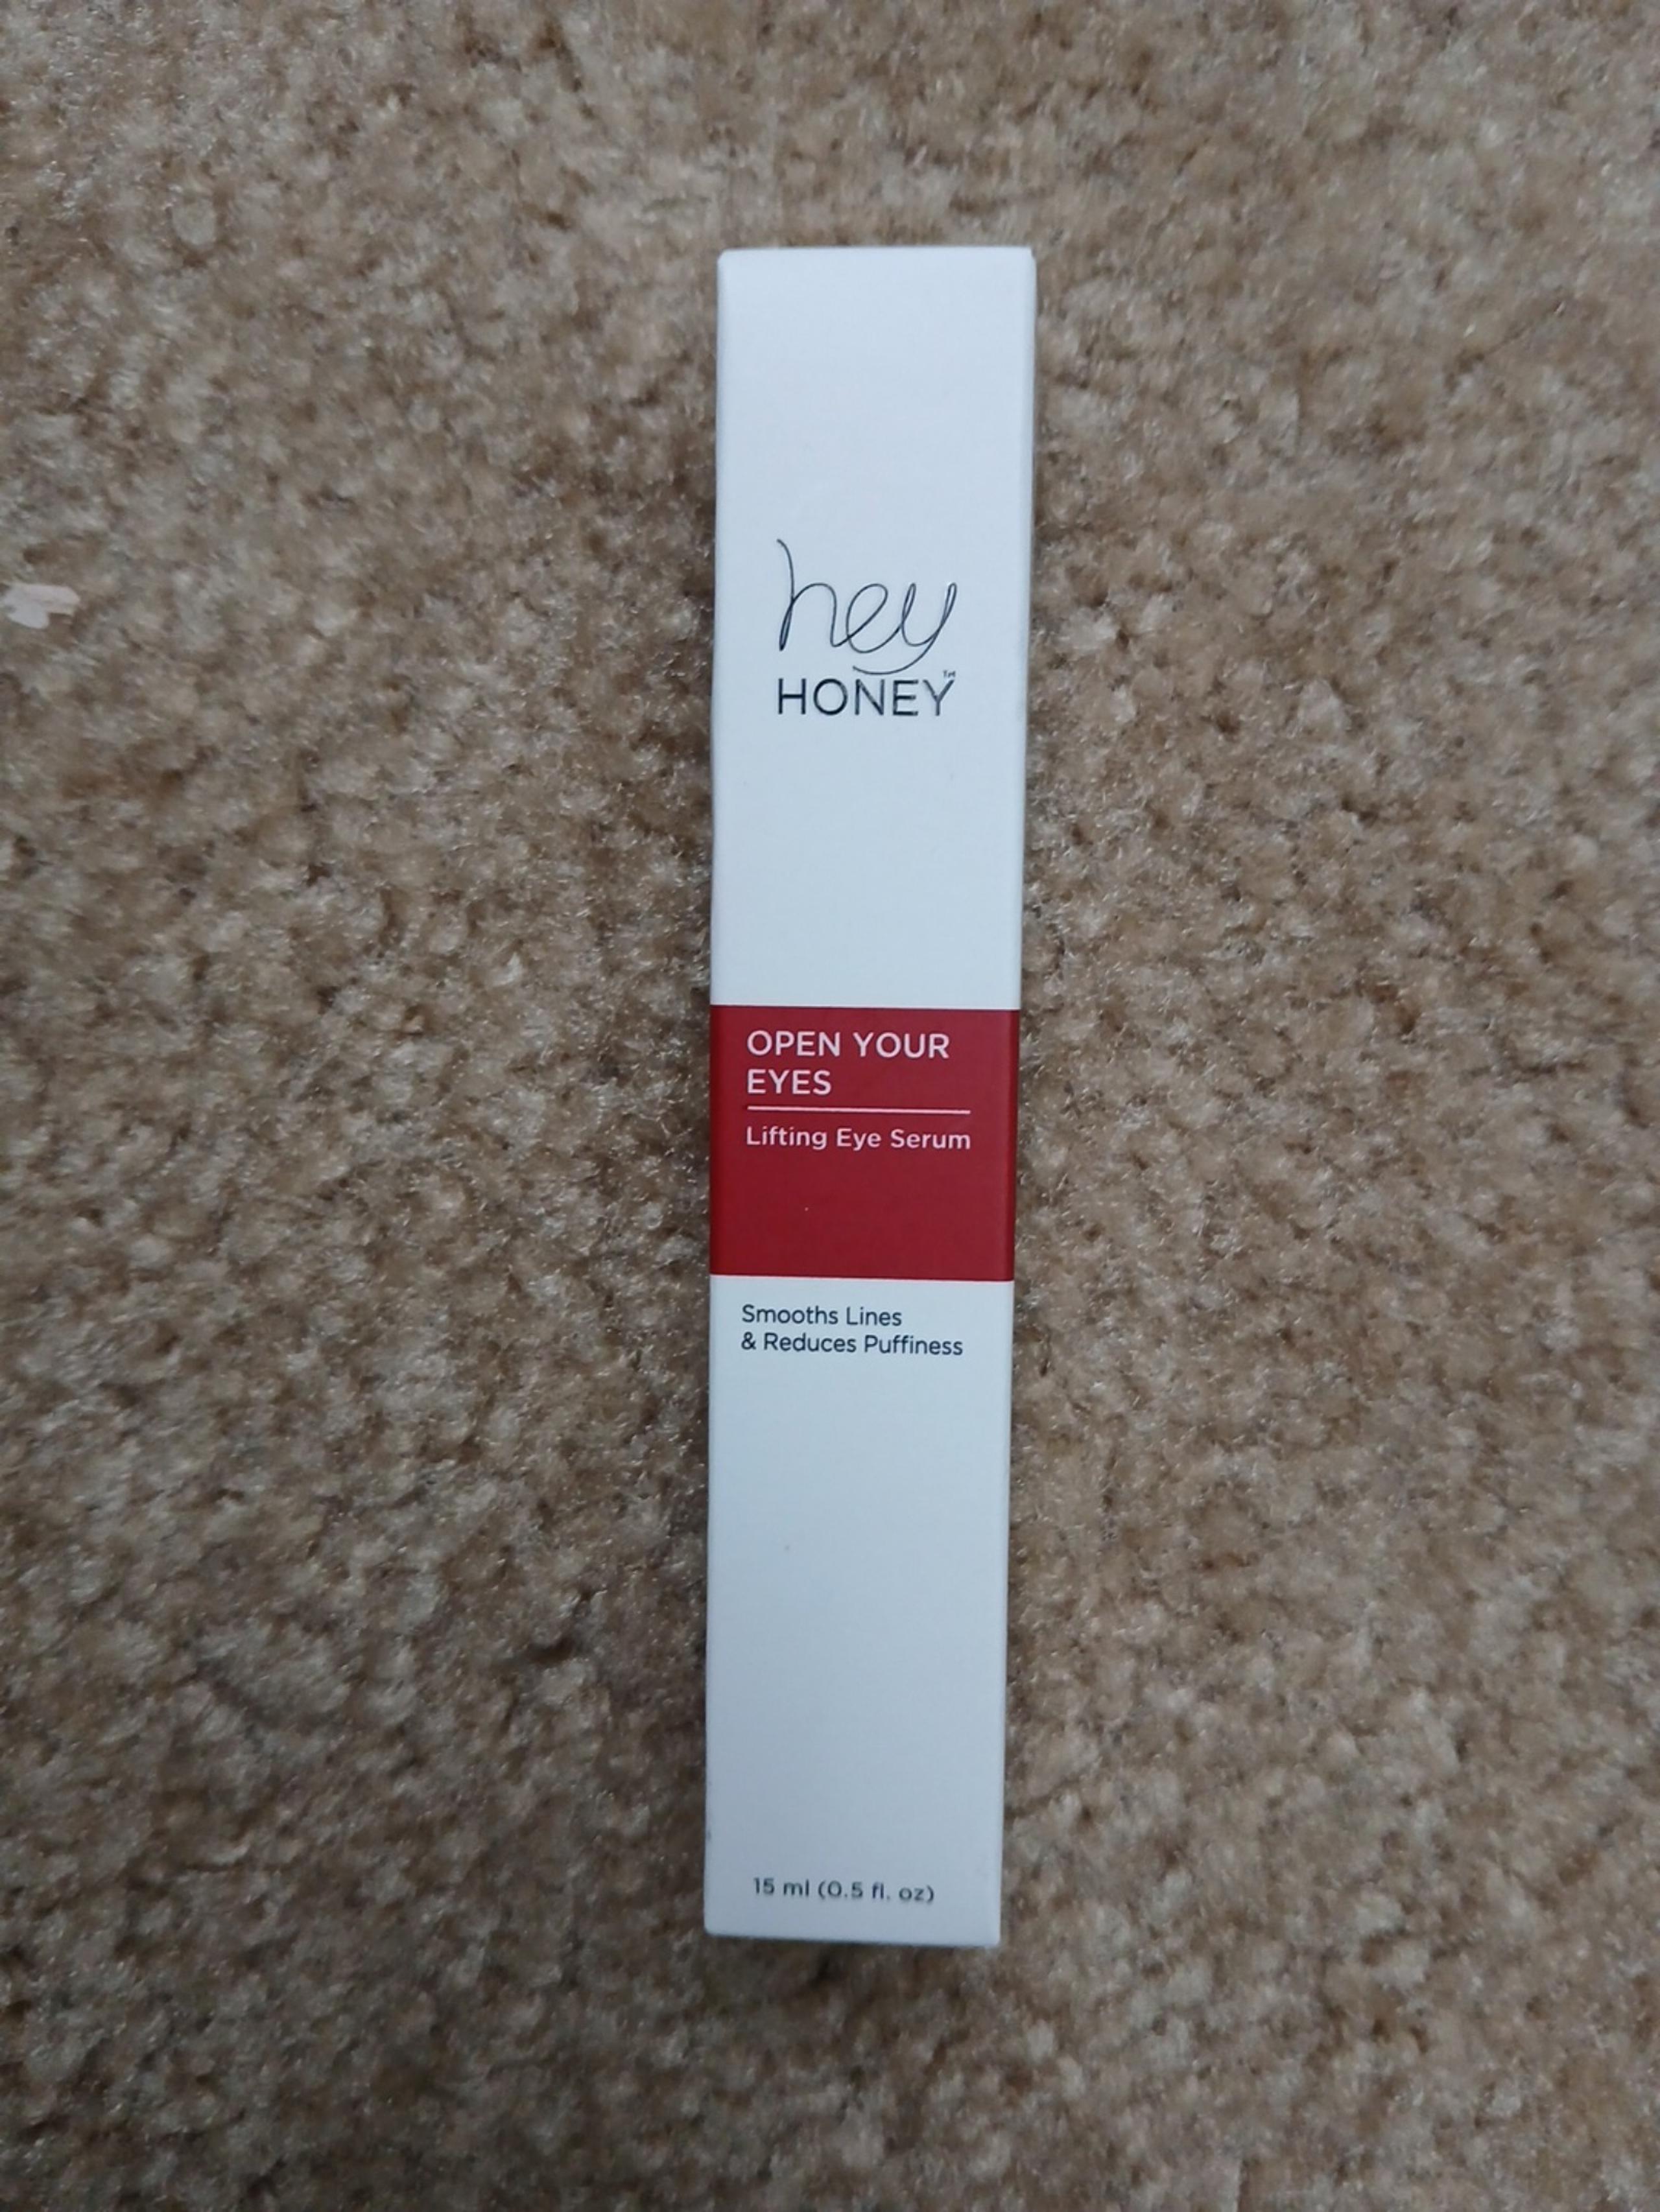 hey
HONEY™
OPEN YOUR
EYES
Lifting Eye Serum
Smooths Lines
& Reduces Puffiness
15 ml (0.5 fl. oz)